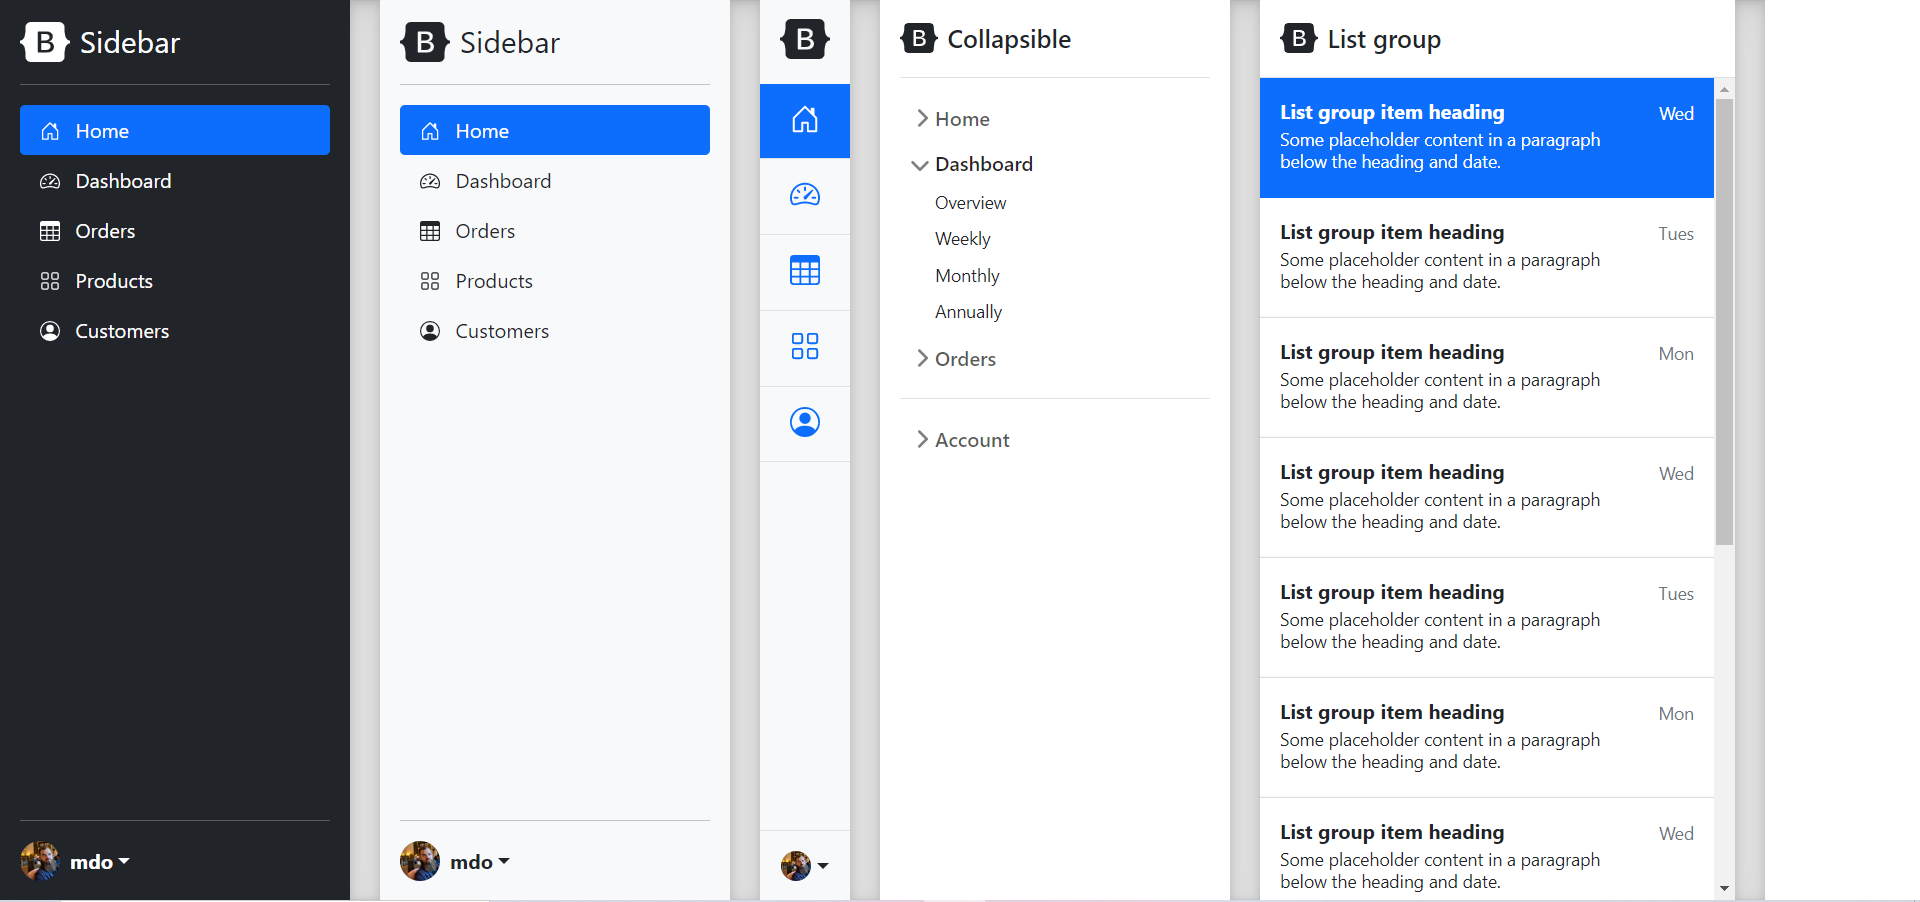 B Sidebar
Home
Dashboard
Orders
Products
Customers
mdo
B Sidebar
Home
Dashboard
Orders
Products
Customers
mdo
B
B Collapsible
Home
Dashboard
Overview
Weekly
Monthly
Annually
Orders
Account
B List group
List group item heading Wed
Some placeholder content in a paragraph
below the heading and date.
List group item heading Tues
Some placeholder content in a paragraph
below the heading and date.
List group item heading Mon
Some placeholder content in a paragraph
below the heading and date.
List group item heading Wed
Some placeholder content in a paragraph
below the heading and date.
List group item heading Tues
Some placeholder content in a paragraph
below the heading and date.
List group item heading Mon
Some placeholder content in a paragraph
below the heading and date.
List group item heading Wed
Some placeholder content in a paragraph
below the heading and date.